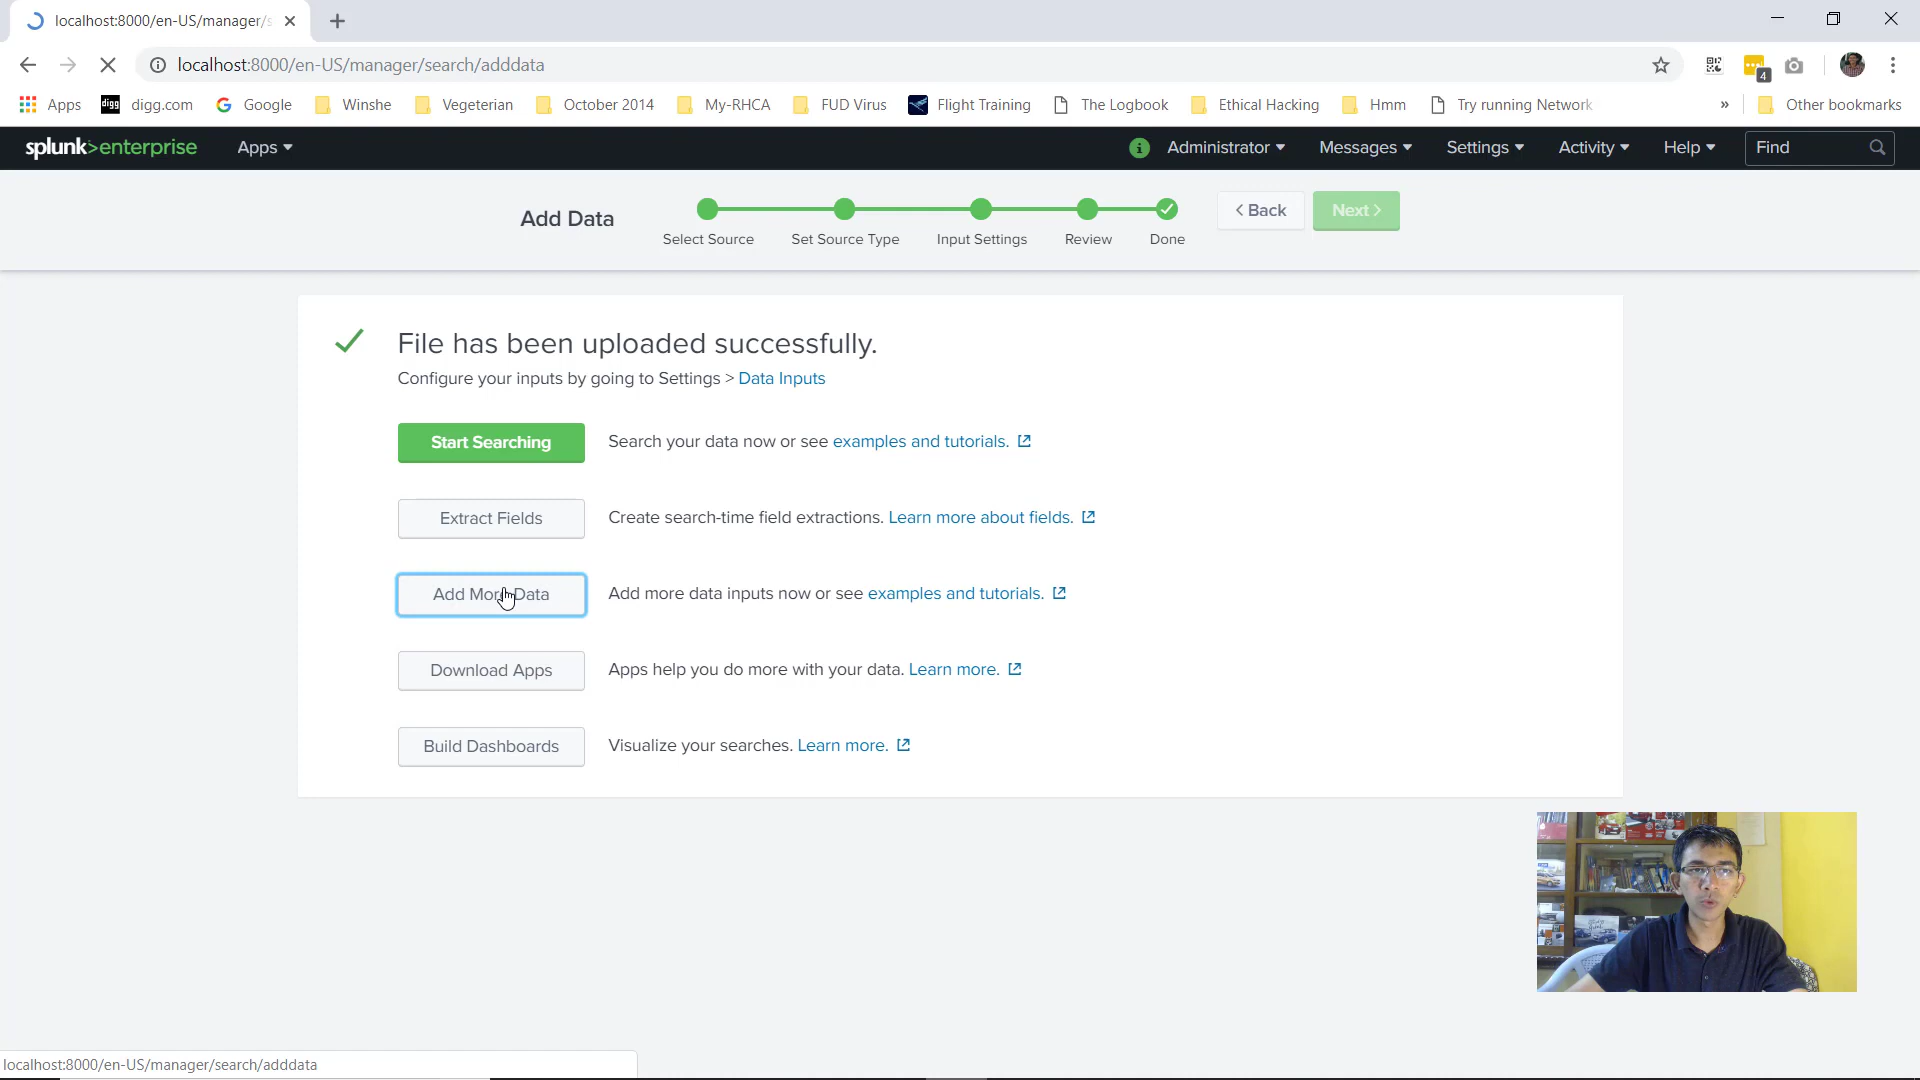 localhost:8000/en-US/manager/s
localhost:8000/en-US/manager/search/adddata
4
Apps
digg
digg.com
Google
Winshe
Vegeterian
October 2014
My-RHCA
FUD Virus
Flight Training
The Logbook
Ethical Hacking
Hmm
Try running Network
»
Other bookmarks
splunk>enterprise
Apps
i
Administrator
Messages
Settings
Activity
Help
Find
Add Data
Select Source
Set Source Type
Input Settings
Review
Done
< Back
Next >
File has been uploaded successfully.
Configure your inputs by going to Settings > Data Inputs
Start Searching
Search your data now or see examples and tutorials.
Extract Fields
Create search-time field extractions. Learn more about fields.
Add More Data
Add more data inputs now or see examples and tutorials.
Download Apps
Apps help you do more with your data. Learn more.
Build Dashboards
Visualize your searches. Learn more.
localhost:8000/en-US/manager/search/adddata